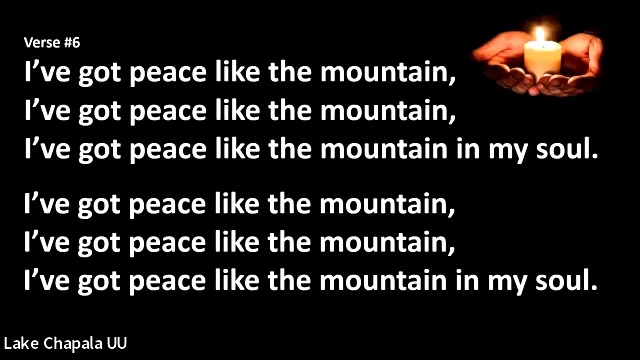 Verse #6
I’ve got peace like the mountain,
I’ve got peace like the mountain,
I’ve got peace like the mountain in my soul.
I’ve got peace like the mountain,
I’ve got peace like the mountain,
I’ve got peace like the mountain in my soul.
Lake Chapala UU